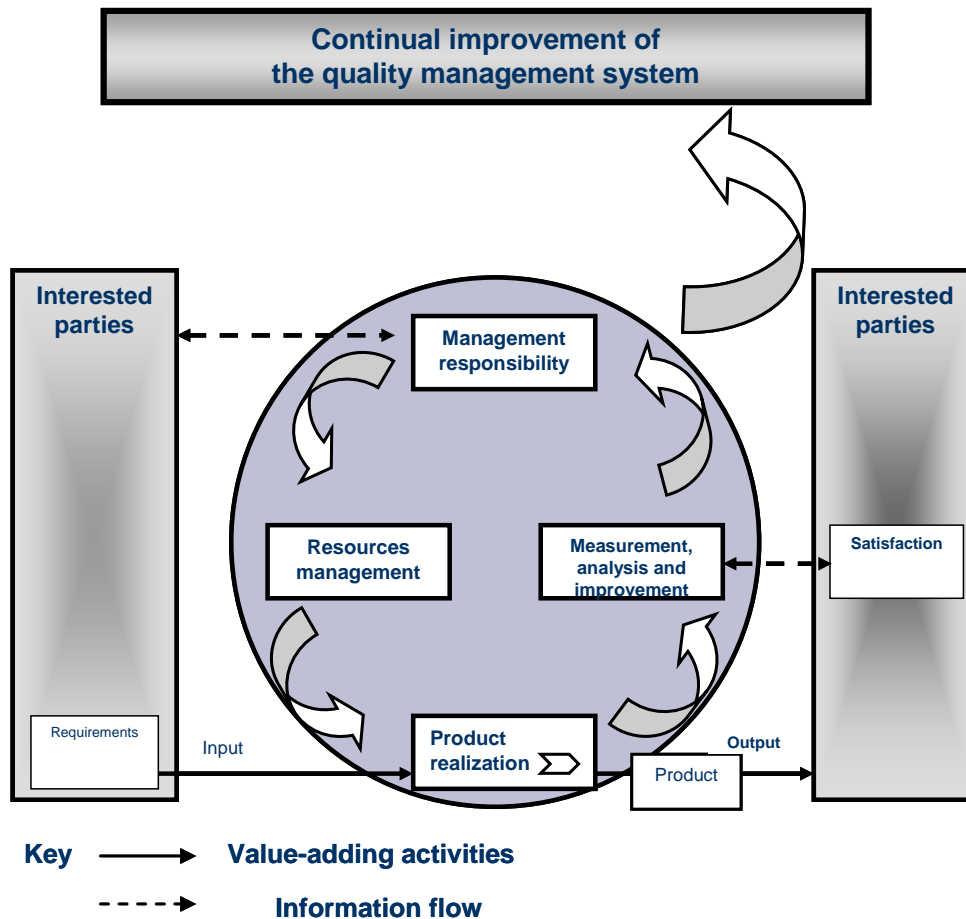 Continual improvement of
the quality management system
Interested
parties
Management
responsibility
Interested
parties
Resources
management
Measurement,
analysis and
improvement
Satisfaction
Requirements
Input
Product
realization
Output
Product
Key
Value-adding activities
Information flow